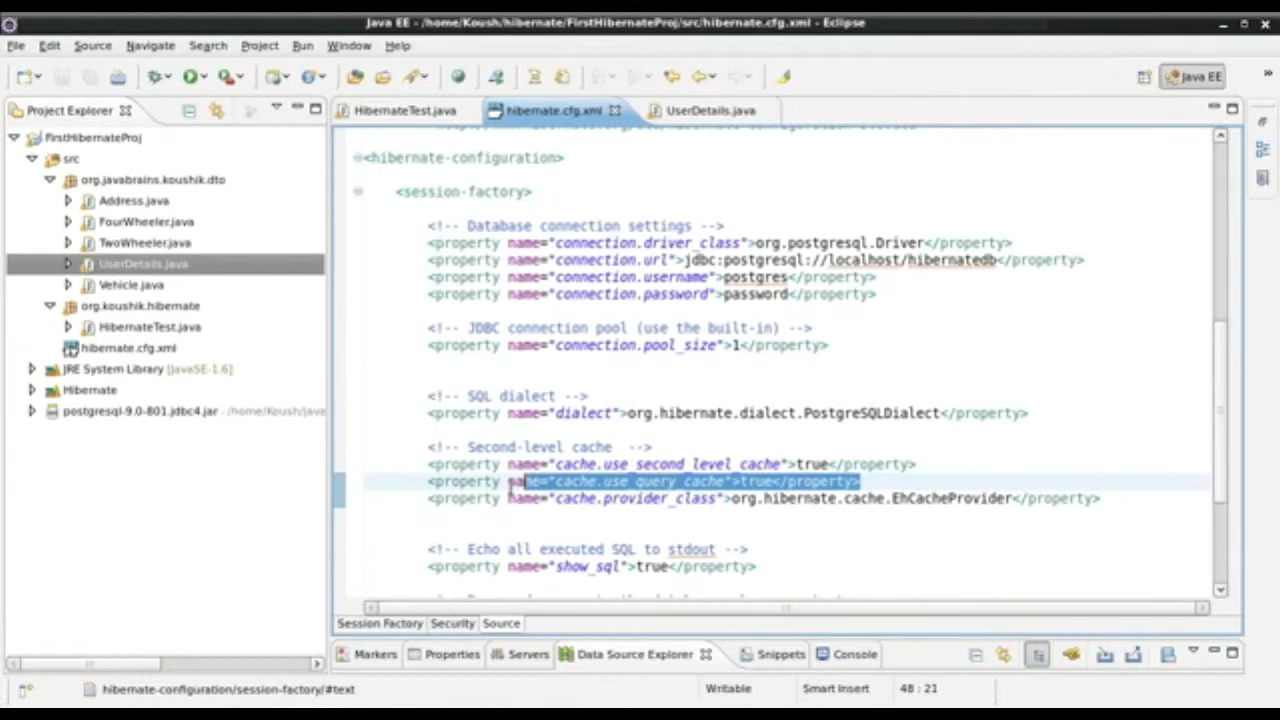 Java EE - /home/Koush/hibernate/FirstHibernateProj/src/hibernate.cfg.xml - Eclipse
File Edit Source Navigate Search Project Run Window Help
Java EE
Project Explorer
FirstHibernateProj
src
org.javabrains.koushik.dto
Address.java
FourWheeler.java
TwoWheeler.java
UserDetails.java
Vehicle.java
org.koushik.hibernate
HibernateTest.java
hibernate.cfg.xml
JRE System Library [JavaSE-1.6]
Hibernate
postgresql-9.0-801.jdbc4.jar - /home/Koush/java
HibernateTest.java hibernate.cfg.xml UserDetails.java
<hibernate-configuration>
<session-factory>
<!-- Database connection settings -->
<property name="connection.driver_class">org.postgresql.Driver</property>
<property name="connection.url">jdbc:postgresql://localhost/hibernatedb</property>
<property name="connection.username">postgres</property>
<property name="connection.password">password</property>
<!-- JDBC connection pool (use the built-in) -->
<property name="connection.pool_size">1</property>
<!-- SQL dialect -->
<property name="dialect">org.hibernate.dialect.PostgreSQLDialect</property>
<!-- Second-level cache  -->
<property name="cache.use_second_level_cache">true</property>
<property name="cache.use_query_cache">true</property>
<property name="cache.provider_class">org.hibernate.cache.EhCacheProvider</property>
<!-- Echo all executed SQL to stdout -->
<property name="show_sql">true</property>
Session Factory Security Source
Markers Properties Servers Data Source Explorer Snippets Console
hibernate-configuration/session-factory/#text Writable Smart Insert 48 : 21